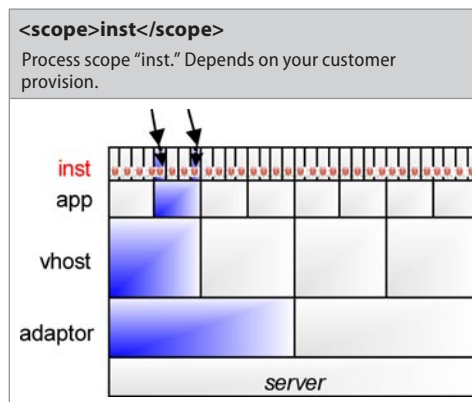 <scope>inst</scope>
Process scope “inst.” Depends on your customer
provision.
inst
app
vhost
adaptor
server